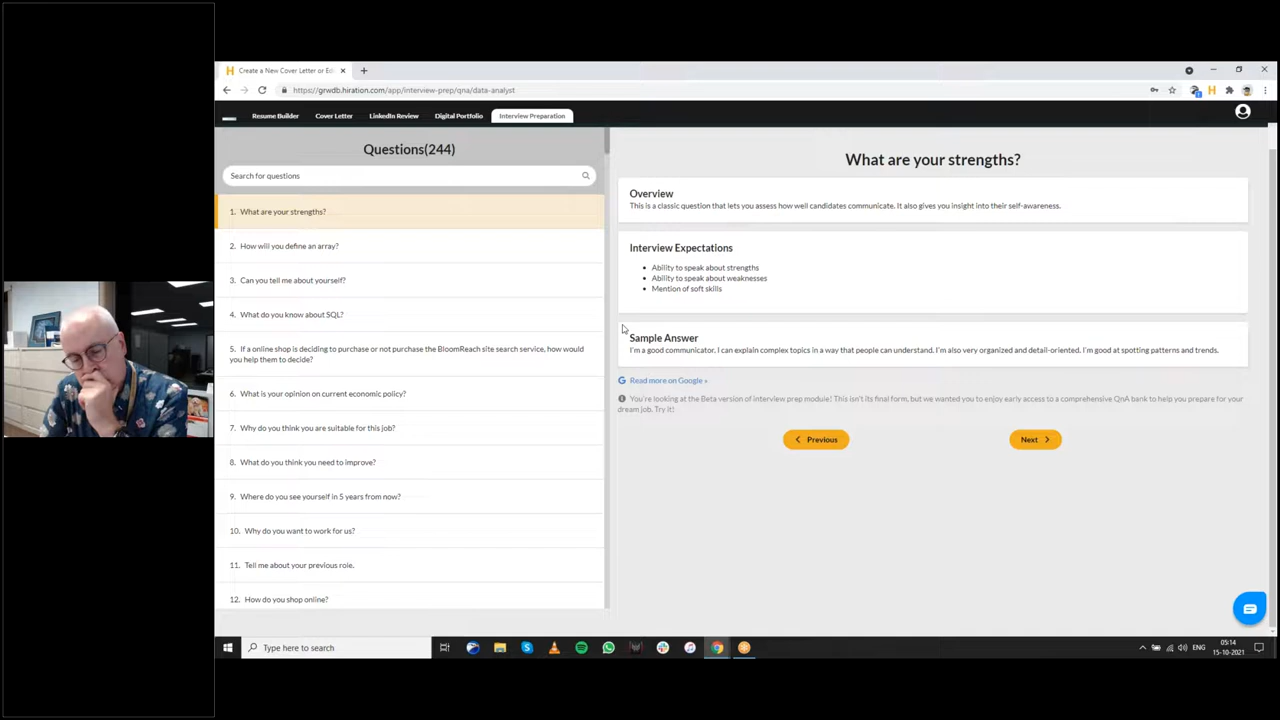 Create a New Cover Letter or Edi
https://grwdb.hiration.com/app/interview-prep/qna/data-analyst
Resume Builder Cover Letter LinkedIn Review Digital Portfolio Interview Preparation
Questions(244)
Search for questions
1. What are your strengths?
2. How will you define an array?
3. Can you tell me about yourself?
4. What do you know about SQL?
5. If a online shop is deciding to purchase or not purchase the BloomReach site search service, how would
you help them to decide?
6. What is your opinion on current economic policy?
7. Why do you think you are suitable for this job?
8. What do you think you need to improve?
9. Where do you see yourself in 5 years from now?
10. Why do you want to work for us?
11. Tell me about your previous role.
12. How do you shop online?
What are your strengths?
Overview
This is a classic question that lets you assess how well candidates communicate. It also gives you insight into their self-awareness.
Interview Expectations
Ability to speak about strengths
Ability to speak about weaknesses
Mention of soft skills
Sample Answer
I'm a good communicator. I can explain complex topics in a way that people can understand. I'm also very organized and detail-oriented. I'm good at spotting patterns and trends.
Read more on Google »
You're looking at the Beta version of interview prep module! This isn't its final form, but we wanted you to enjoy early access to a comprehensive QnA bank to help you prepare for your
dream job. Try it!
Previous
Next
Type here to search
ENG
05:14
15-10-2021